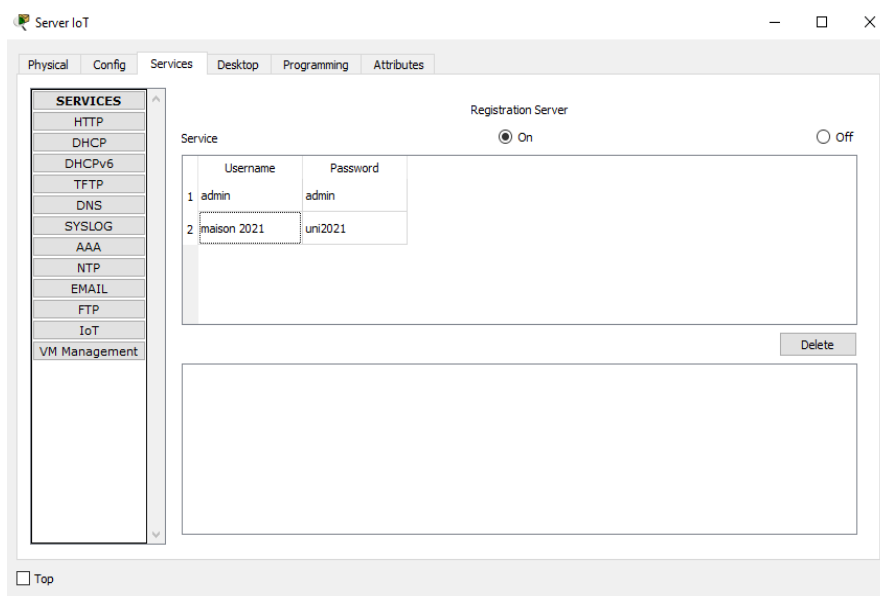 Server IoT
Physical Config Services Desktop Programming Attributes
SERVICES
HTTP
DHCP
DHCPv6
TFTP
DNS
SYSLOG
AAA
NTP
EMAIL
FTP
IoT
VM Management
Registration Server
Service On Off
Username Password
1 admin admin
2 maison 2021 uni2021
Delete
Top